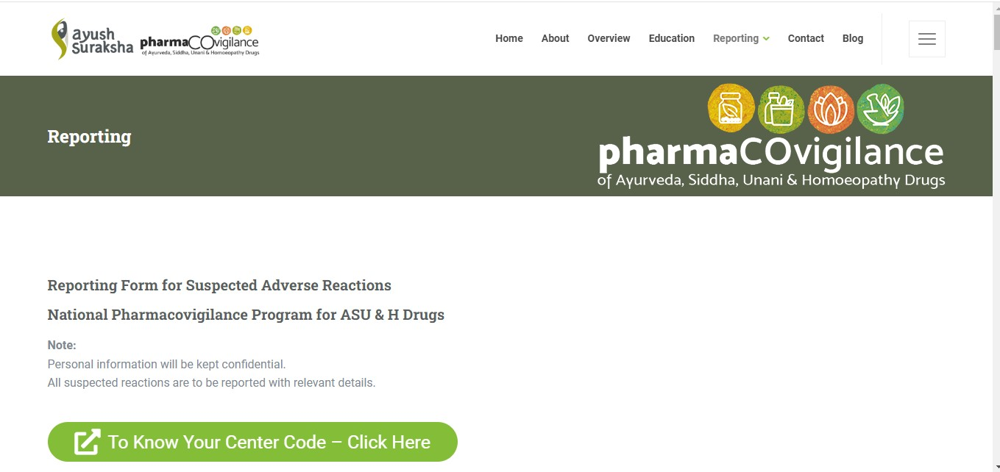 ayush
suraksha
pharmaCOvigilance
of Ayurveda, Siddha, Unani & Homoeopathy Drugs
Home About Overview Education Reporting Contact Blog
Reporting
pharmaCOvigilance
of Ayurveda, Siddha, Unani & Homoeopathy Drugs
Reporting Form for Suspected Adverse Reactions
National Pharmacovigilance Program for ASU & H Drugs
Note:
Personal information will be kept confidential.
All suspected reactions are to be reported with relevant details.
To Know Your Center Code – Click Here